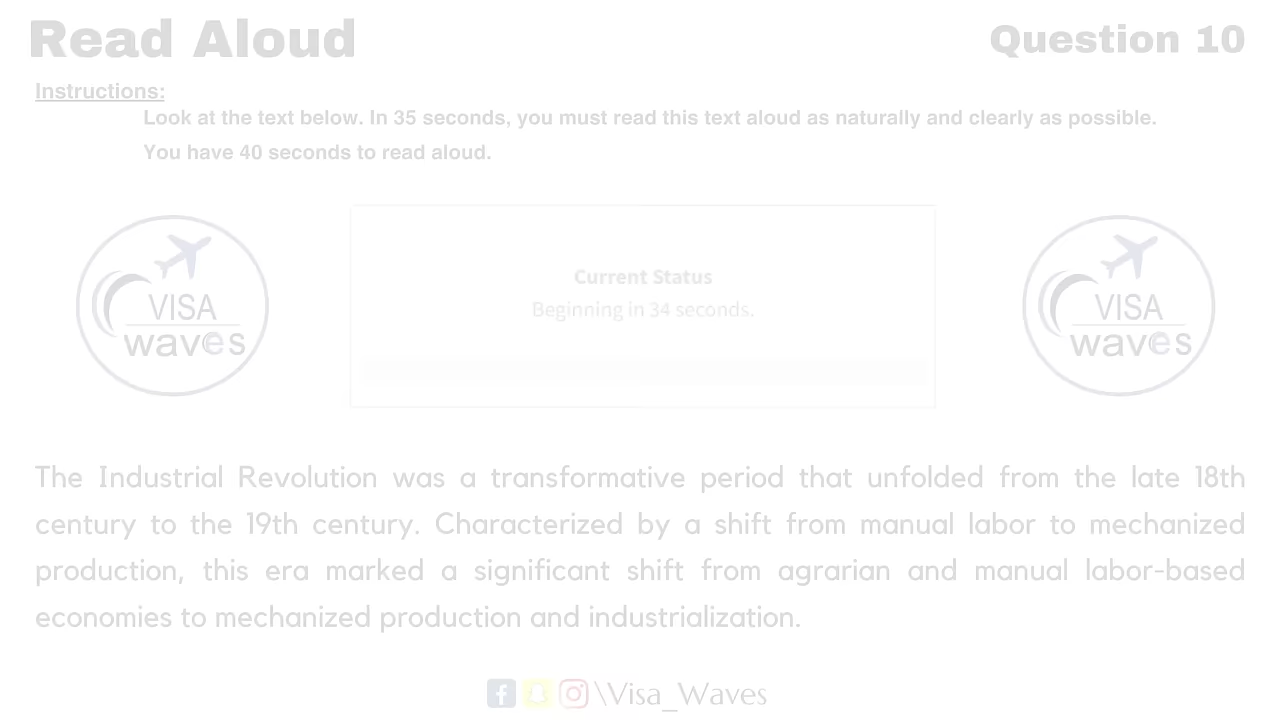 Read Aloud
Question 10
Instructions:
Look at the text below. In 35 seconds, you must read this text aloud as naturally and clearly as possible.
You have 40 seconds to read aloud.
VISA
waves
Current Status
Beginning in 34 seconds.
VISA
waves
The Industrial Revolution was a transformative period that unfolded from the late 18th
century to the 19th century. Characterized by a shift from manual labor to mechanized
production, this era marked a significant shift from agrarian and manual labor-based
economies to mechanized production and industrialization.
\Visa_Waves